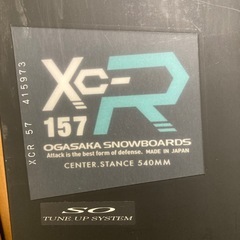 XC-R
157
OGASAKA SNOWBOARDS
Attack is the best form of defense. MADE IN JAPAN
CENTER.STANCE 540MM
XCR 57 415973
SO
TUNE UP SYSTEM